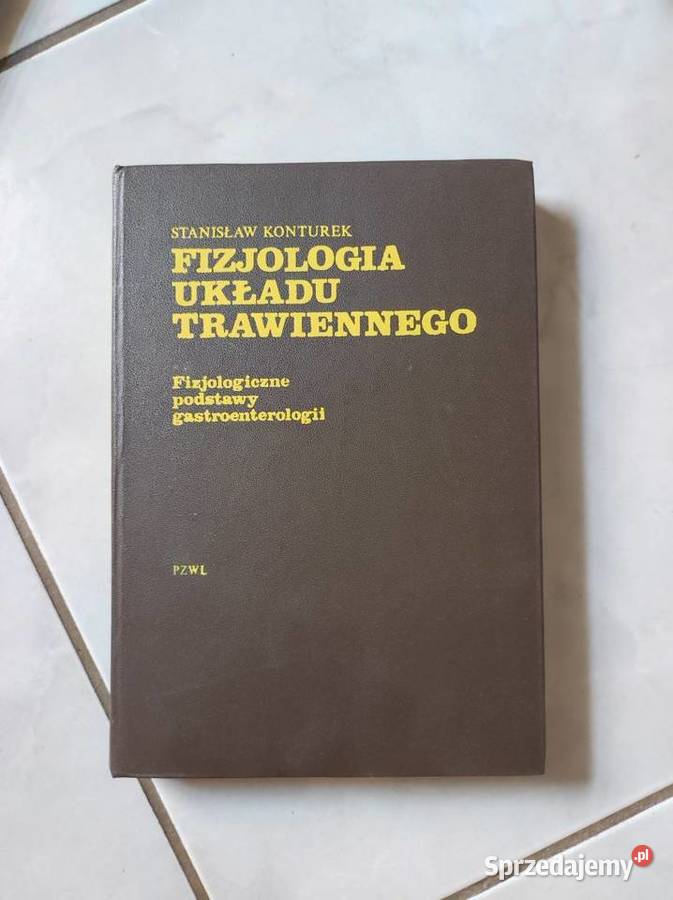 STANISŁAW KONTUREK
FIZJOLOGIA
UKŁADU
TRAWIENNEGO
Fizjologiczne
podstawy
gastroenterologii
PZWL
Sprzedajemy.pl